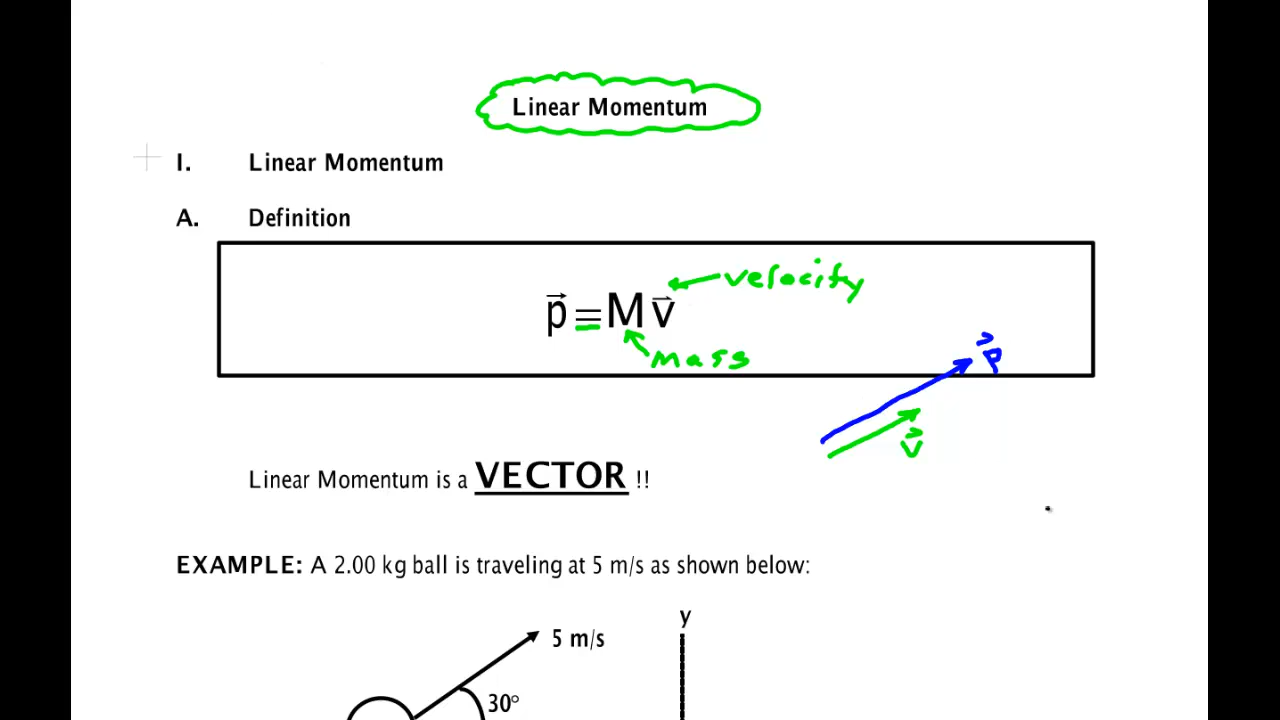 Linear Momentum
I. Linear Momentum
A. Definition
p⃗ ≡ M v⃗
velocity
mass
p⃗
v⃗
Linear Momentum is a VECTOR !!
EXAMPLE: A 2.00 kg ball is traveling at 5 m/s as shown below:
y
5 m/s
30°